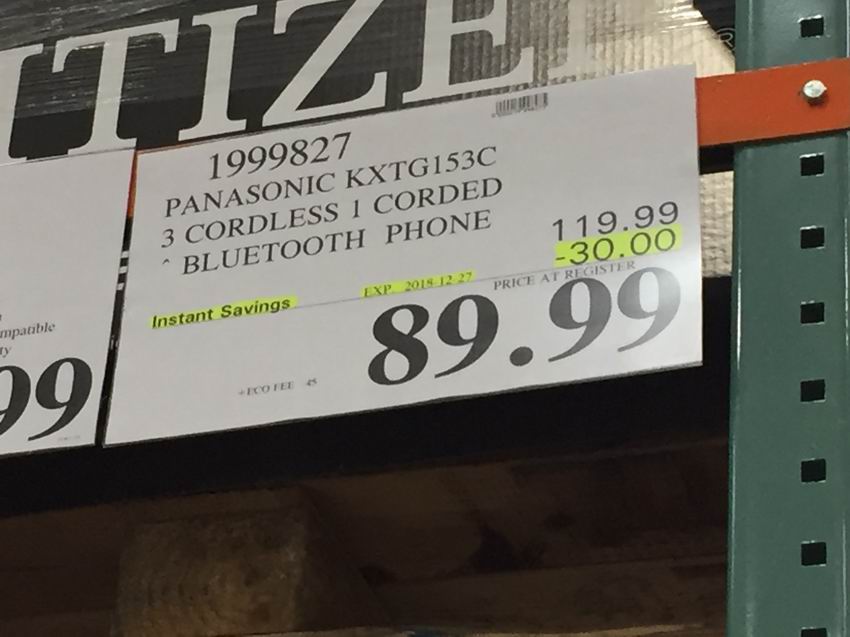 ITIZE
1999827
PANASONIC KXTG153C
3 CORDLESS 1 CORDED
^ BLUETOOTH PHONE
119.99
-30.00
EXP. 2018-12-27
PRICE AT REGISTER
Instant Savings
89.99
+ECO FEE 45
mpatible
ty
99